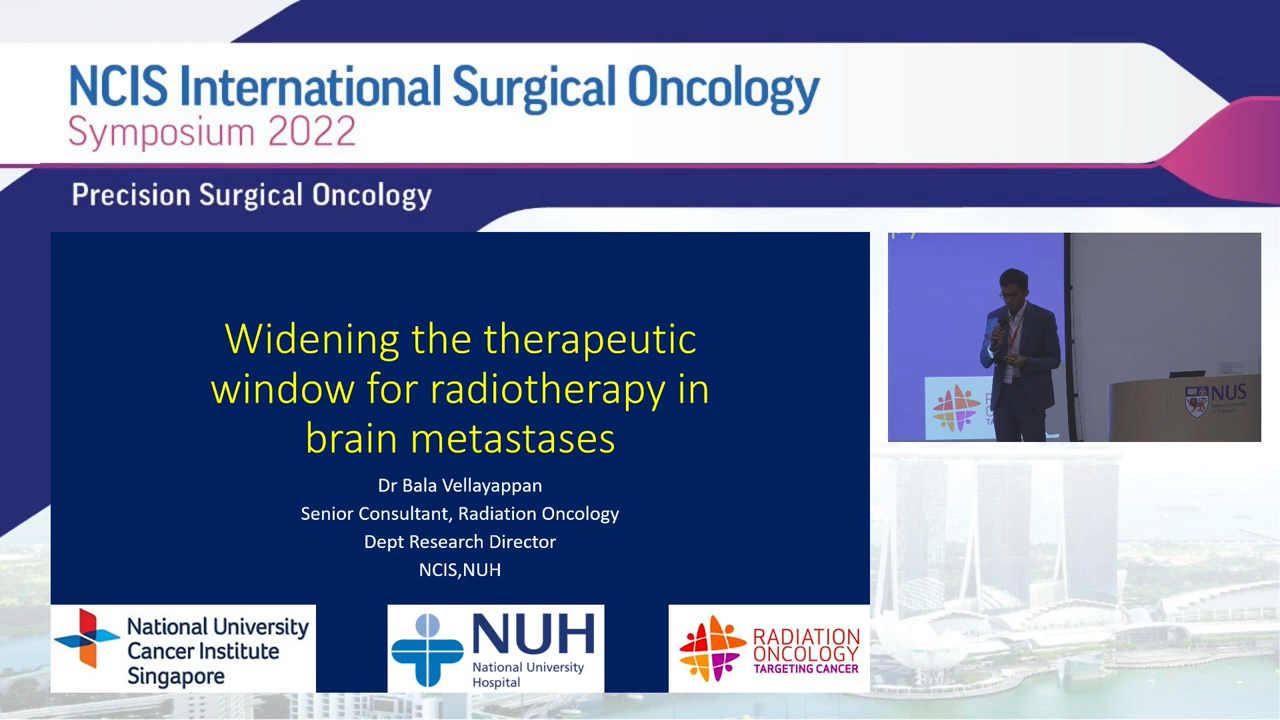 NCIS International Surgical Oncology
Symposium 2022
Precision Surgical Oncology
Widening the therapeutic
window for radiotherapy in
brain metastases
Dr Bala Vellayappan
Senior Consultant, Radiation Oncology
Dept Research Director
NCIS,NUH
National University
Cancer Institute
Singapore
NUH
National University
Hospital
RADIATION
ONCOLOGY
TARGETING CANCER
NUS